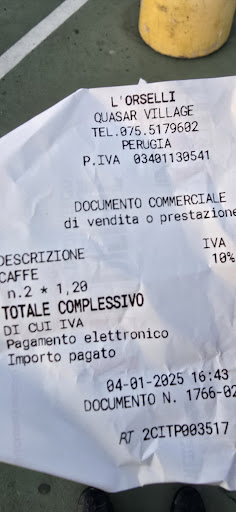 L'ORSELLI
QUASAR VILLAGE
TEL.075.5179602
PERUGIA
P.IVA 03401130541
DOCUMENTO COMMERCIALE
di vendita o prestazione
DESCRIZIONE IVA
CAFFE 10%
n.2 * 1,20
TOTALE COMPLESSIVO
DI CUI IVA
Pagamento elettronico
Importo pagato
04-01-2025 16:43
DOCUMENTO N. 1766-02
RT 2CITP003517